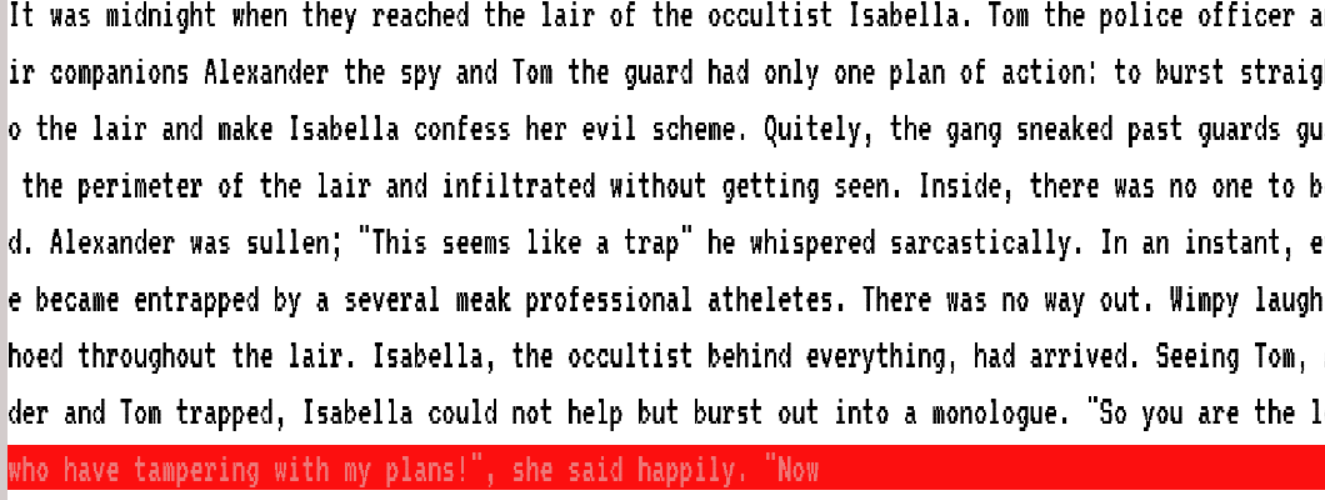 It was midnight when they reached the lair of the occultist Isabella. Tom the police officer a
ir companions Alexander the spy and Tom the guard had only one plan of action: to burst straig
o the lair and make Isabella confess her evil scheme. Quitely, the gang sneaked past guards gu
the perimeter of the lair and infiltrated without getting seen. Inside, there was no one to b
d. Alexander was sullen; "This seems like a trap" he whispered sarcastically. In an instant, e
e became entrapped by a several meak professional atheletes. There was no way out. Wimpy laugh
hoed throughout the lair. Isabella, the occultist behind everything, had arrived. Seeing Tom,
der and Tom trapped, Isabella could not help but burst out into a monologue. "So you are the l
who have tampering with my plans!", she said happily. "Now